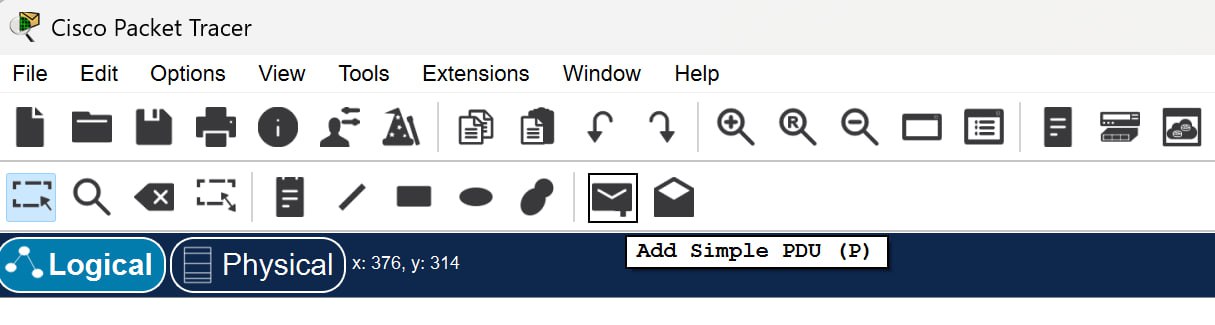 Cisco Packet Tracer
File Edit Options View Tools Extensions Window Help
R
Add Simple PDU (P)
Logical Physical x: 376, y: 314